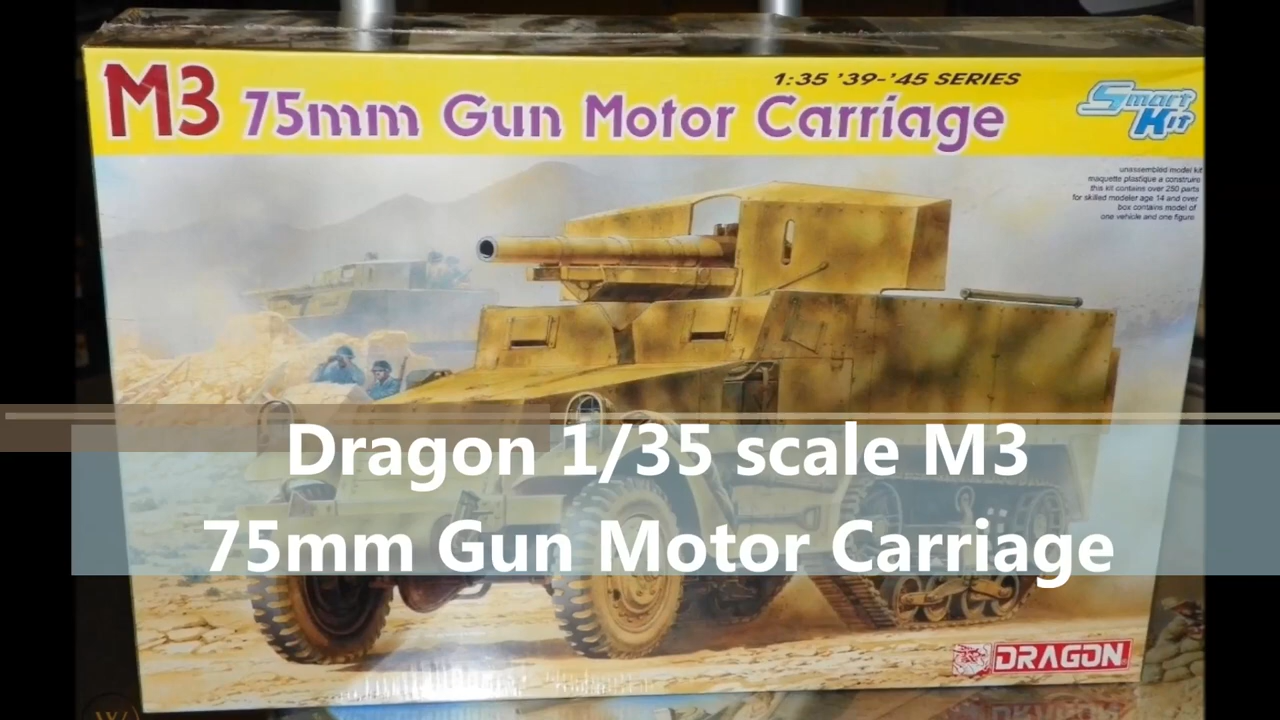 1:35 '39-'45 SERIES
M3 75mm Gun Motor Carriage
Smart Kit
unassembled model kit
maquette plastique a construire
this kit contains over 250 parts
for skilled modeler age 14 and over
box contains model of
one vehicle and one figure
Dragon 1/35 scale M3
75mm Gun Motor Carriage
DRAGON